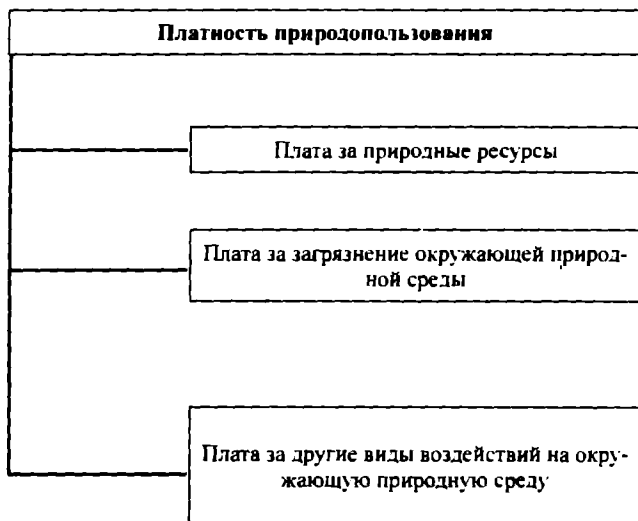 Платность природопользования
Плата за природные ресурсы
Плата за загрязнение окружающей природ-
ной среды
Плата за другие виды воздействий на окру-
жающую природную среду